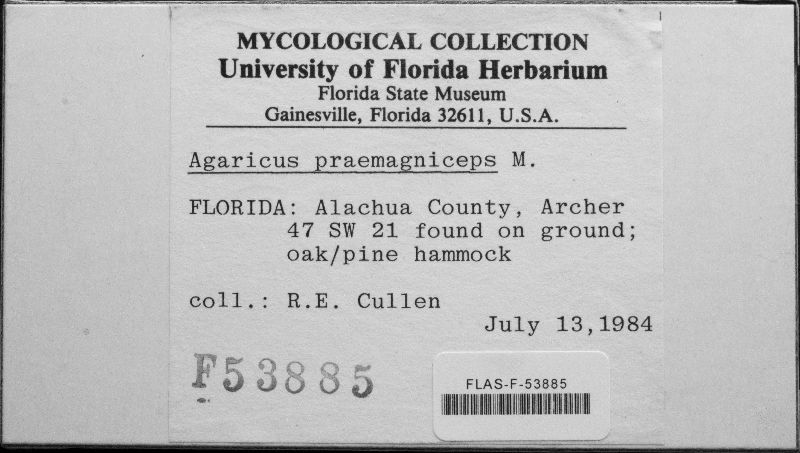 MYCOLOGICAL COLLECTION
University of Florida Herbarium
Florida State Museum
Gainesville, Florida 32611, U.S.A.
Agaricus praemagniceps M.
FLORIDA: Alachua County, Archer
47 SW 21 found on ground;
oak/pine hammock
coll.: R.E. Cullen
July 13,1984
F53885
FLAS-F-53885